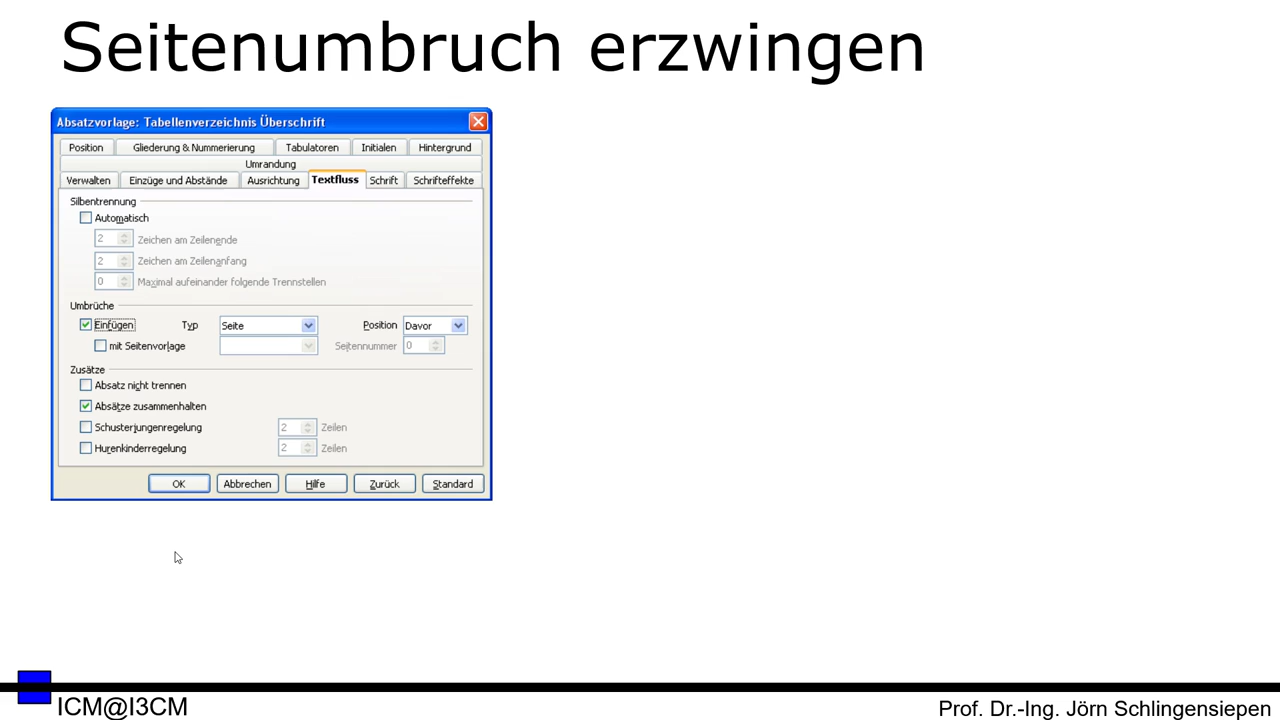 Seitenumbruch erzwingen
Absatzvorlage: Tabellenverzeichnis Überschrift
Position Gliederung & Nummerierung Tabulatoren Initialen Hintergrund
Umrandung
Verwalten Einzüge und Abstände Ausrichtung Textfluss Schrift Schrifteffekte
Silbentrennung
Automatisch
2 Zeichen am Zeilenende
2 Zeichen am Zeilenanfang
0 Maximal aufeinander folgende Trennstellen
Umbrüche
Einfügen Typ Seite Position Davor
mit Seitenvorlage Seitennummer 0
Zusätze
Absatz nicht trennen
Absätze zusammenhalten
Schusterjungenregelung 2 Zeilen
Hurenkinderregelung 2 Zeilen
OK Abbrechen Hilfe Zurück Standard
ICM@I3CM
Prof. Dr.-Ing. Jörn Schlingensiepen